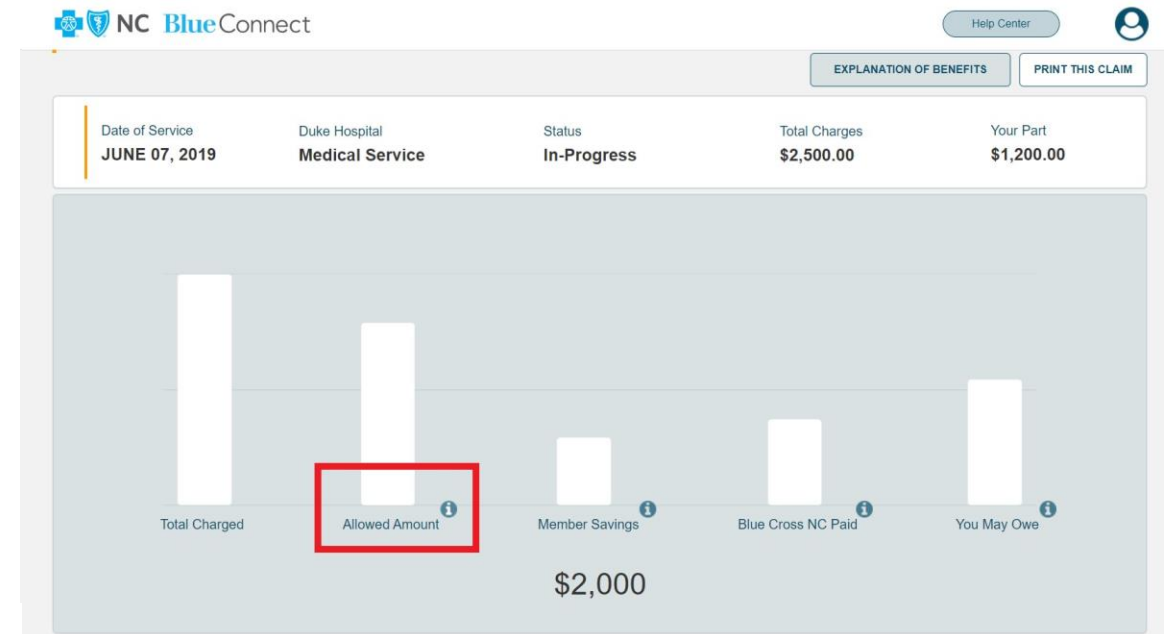 NC BlueConnect
Help Center
EXPLANATION OF BENEFITS
PRINT THIS CLAIM
Date of Service
JUNE 07, 2019
Duke Hospital
Medical Service
Status
In-Progress
Total Charges
$2,500.00
Your Part
$1,200.00
Total Charged
Allowed Amount
Member Savings
Blue Cross NC Paid
You May Owe
$2,000